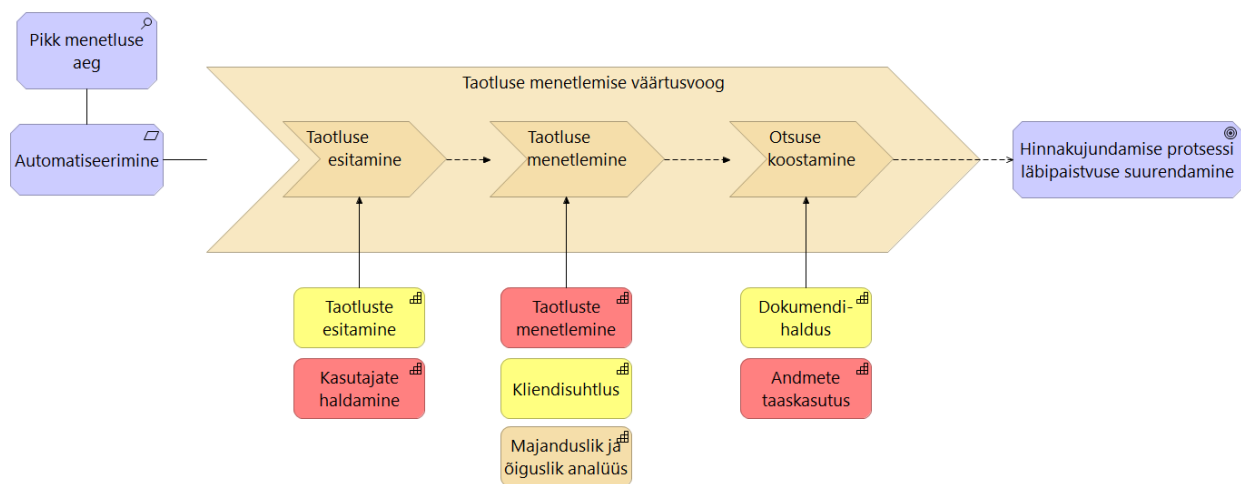 Pikk menetluse
aeg
Automatiseerimine
Taotluse menetlemise väärtusvoog
Taotluse
esitamine
Taotluse
menetlemine
Otsuse
koostamine
Hinnakujundamise protsessi
läbipaistvuse suurendamine
Taotluste
esitamine
Kasutajate
haldamine
Taotluste
menetlemine
Kliendisuhtlus
Majanduslik ja
õiguslik analüüs
Dokumendi-
haldus
Andmete
taaskasutus